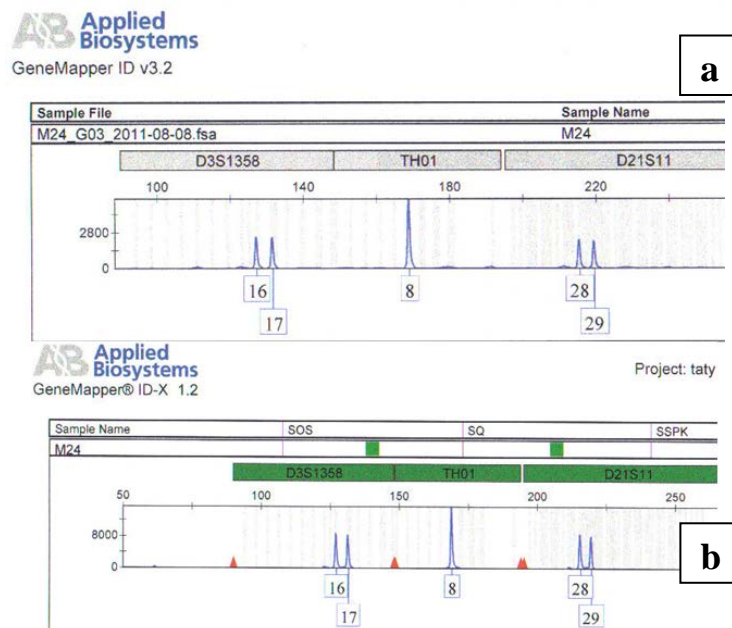 AB Applied
Biosystems
GeneMapper ID v3.2
a
Sample File Sample Name
M24_G03_2011-08-08.fsa M24
D3S1358 TH01 D21S11
100 140 180 220
2800
0
16 8 28
17 29
AB Applied
Biosystems
GeneMapper® ID-X 1.2
Project: taty
Sample Name SOS SQ SSPK
M24
D3S1358 TH01 D21S11
50 100 150 200 250
8000
0
b
16 8 28
17 29